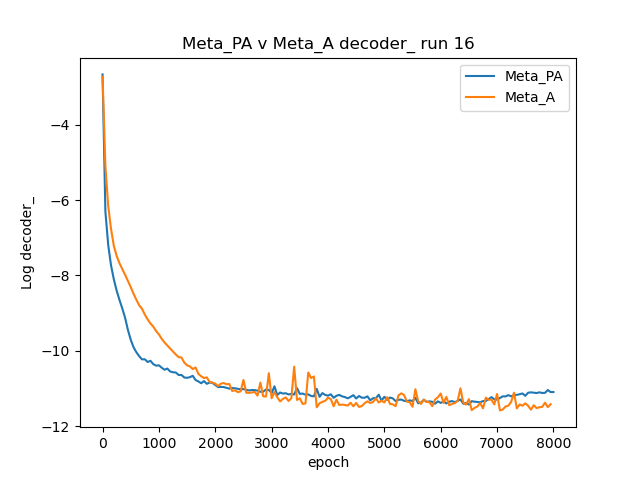 Meta_PA v Meta_A decoder_ run 16
Meta_PA
Meta_A
Log decoder_
−4
−6
−8
−10
−12
0
1000
2000
3000
4000
5000
6000
7000
8000
epoch